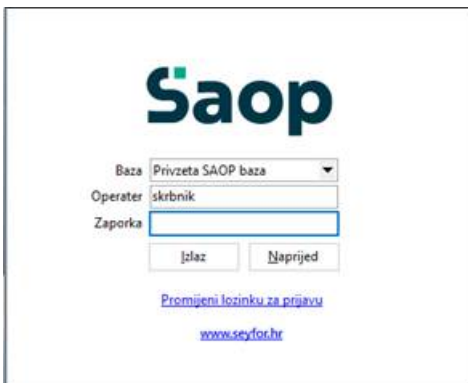 Saop
Baza Privzeta SAOP baza
Operater skrbnik
Zaporka
Izlaz Naprijed
Promijeni lozinku za prijavu
www.seyfor.hr